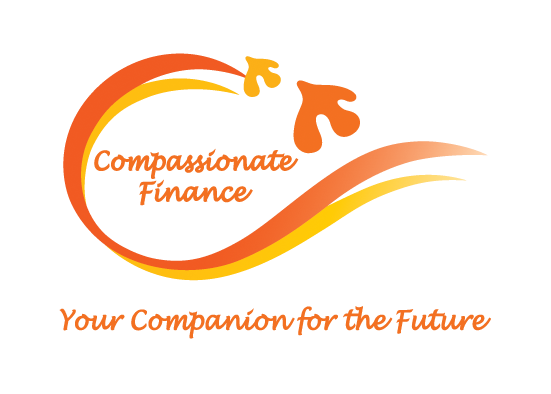 Compassionate
Finance
Your Companion for the Future